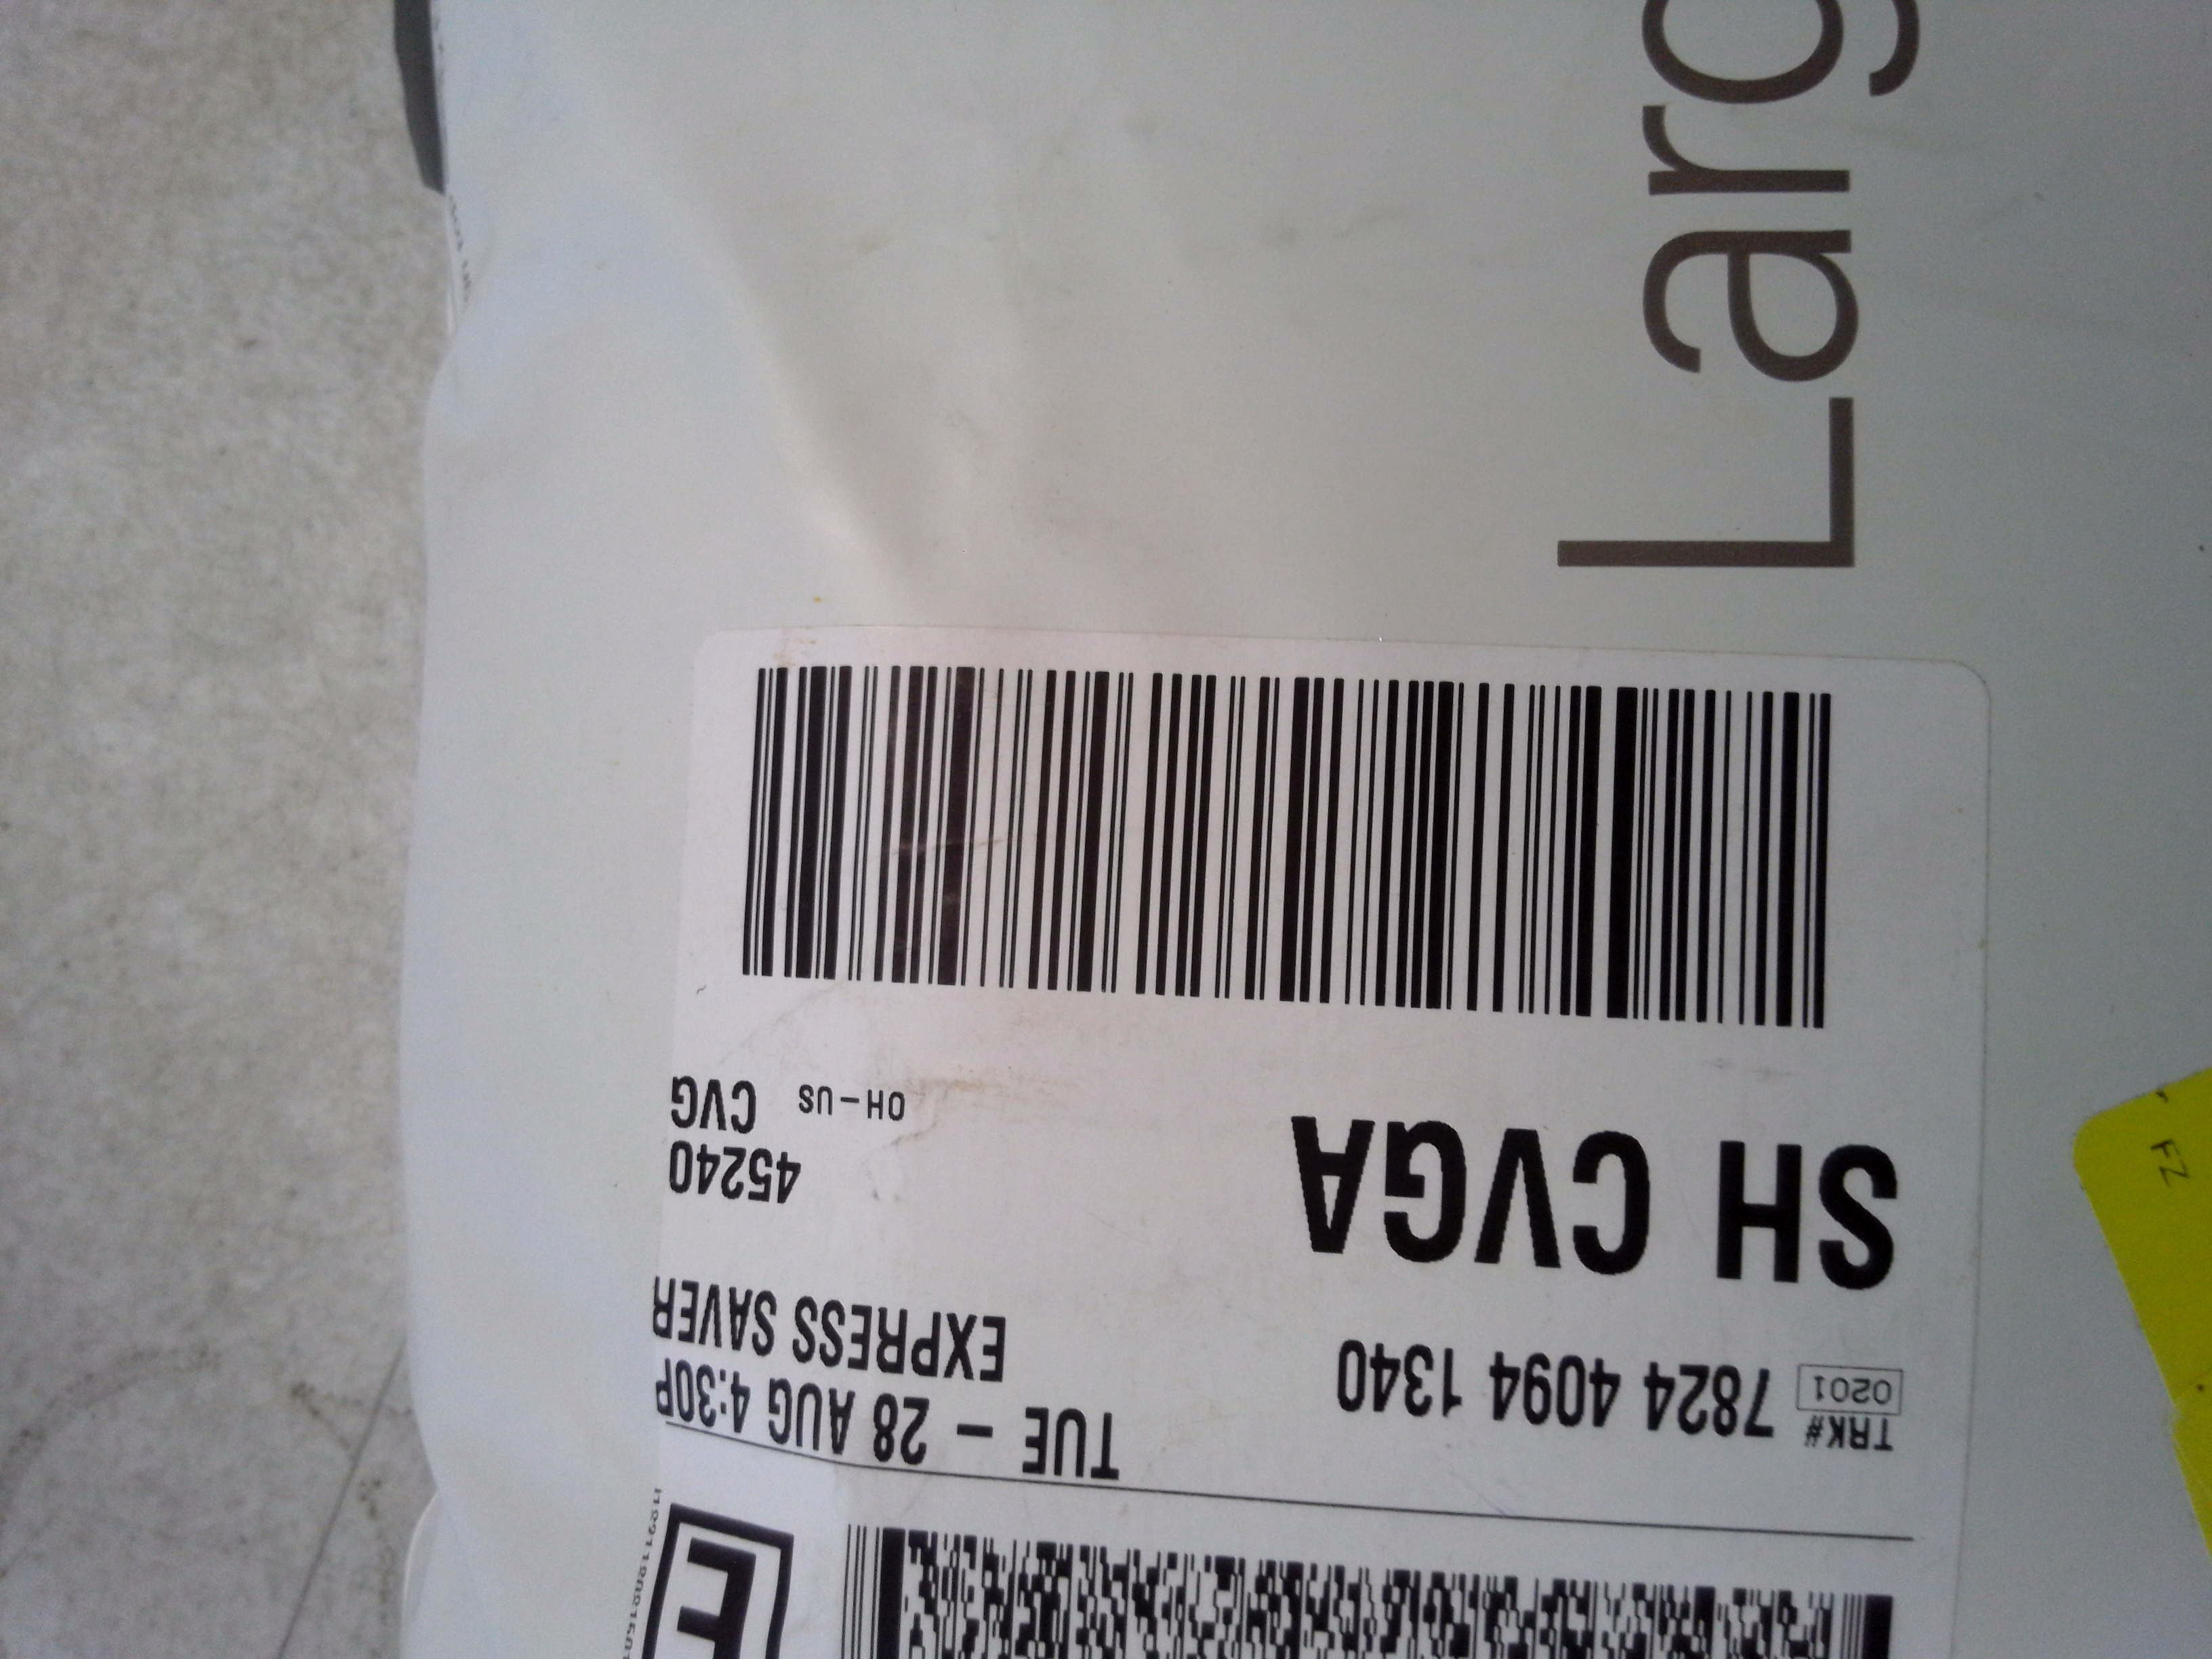 Larg
E
TRK#
0201
7824 4094 1340
TUE - 28 AUG 4:30P
EXPRESS SAVER
SH CVGA
45240
OH-US
CVG
FZ